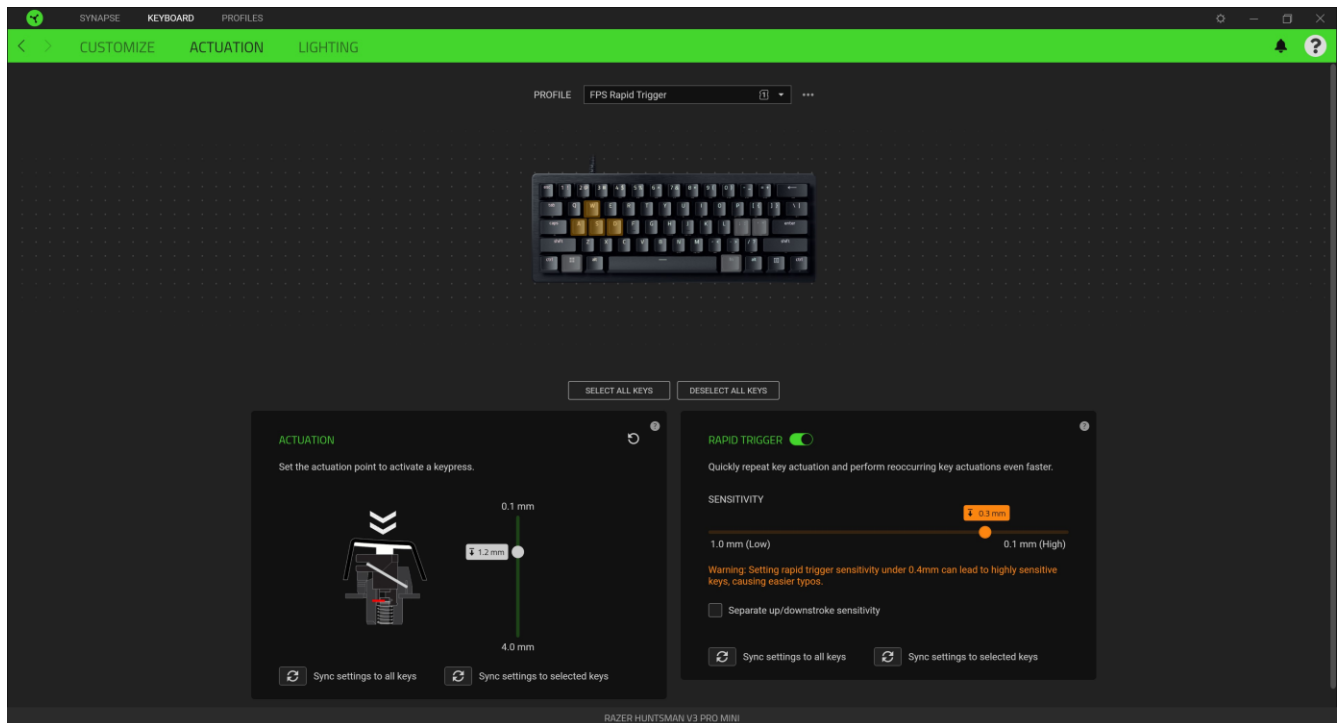 SYNAPSE KEYBOARD PROFILES
CUSTOMIZE ACTUATION LIGHTING
PROFILE FPS Rapid Trigger 1
SELECT ALL KEYS DESELECT ALL KEYS
ACTUATION
Set the actuation point to activate a keypress.
0.1 mm
1.2 mm
4.0 mm
Sync settings to all keys Sync settings to selected keys
RAPID TRIGGER
Quickly repeat key actuation and perform reoccurring key actuations even faster.
SENSITIVITY
0.3 mm
1.0 mm (Low) 0.1 mm (High)
Warning: Setting rapid trigger sensitivity under 0.4mm can lead to highly sensitive
keys, causing easier typos.
Separate up/downstroke sensitivity
Sync settings to all keys Sync settings to selected keys
RAZER HUNTSMAN V3 PRO MINI